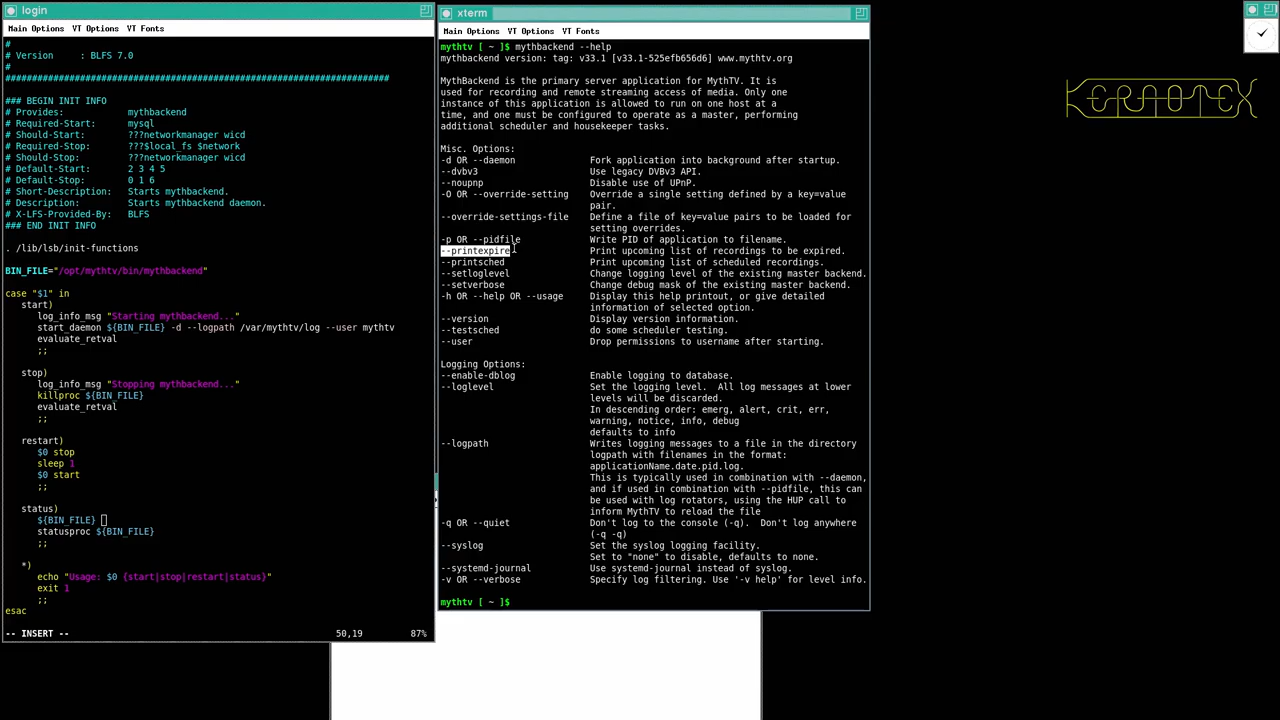 login
Main Options  VT Options  VT Fonts
#
# Version     : BLFS 7.0
#
#########################################################################
### BEGIN INIT INFO
# Provides:            mythbackend
# Required-Start:      mysql
# Should-Start:        ???networkmanager wicd
# Required-Stop:       ???$local_fs $network
# Should-Stop:         ???networkmanager wicd
# Default-Start:       2 3 4 5
# Default-Stop:        0 1 6
# Short-Description:   Starts mythbackend.
# Description:         Starts mythbackend daemon.
# X-LFS-Provided-By:   BLFS
### END INIT INFO
. /lib/lsb/init-functions
BIN_FILE="/opt/mythtv/bin/mythbackend"
case "$1" in
   start)
      log_info_msg "Starting mythbackend..."
      start_daemon ${BIN_FILE} -d --logpath /var/mythtv/log --user mythtv
      evaluate_retval
      ;;
   stop)
      log_info_msg "Stopping mythbackend..."
      killproc ${BIN_FILE}
      evaluate_retval
      ;;
   restart)
      $0 stop
      sleep 1
      $0 start
      ;;
   status)
      ${BIN_FILE}
      statusproc ${BIN_FILE}
      ;;
   *)
      echo "Usage: $0 {start|stop|restart|status}"
      exit 1
      ;;
esac
-- INSERT --                                                   50,19         87%
xterm
Main Options  VT Options  VT Fonts
mythtv [ ~ ]$ mythbackend --help
mythbackend version: tag: v33.1 [v33.1-525efb656d6] www.mythtv.org
MythBackend is the primary server application for MythTV. It is
used for recording and remote streaming access of media. Only one
instance of this application is allowed to run on one host at a
time, and one must be configured to operate as a master, performing
additional scheduler and housekeeper tasks.
Misc. Options:
-d OR --daemon              Fork application into background after startup.
--dvbv3                     Use legacy DVBv3 API.
--noupnp                    Disable use of UPnP.
-O OR --override-setting    Override a single setting defined by a key=value
                            pair.
--override-settings-file    Define a file of key=value pairs to be loaded for
                            setting overrides.
-p OR --pidfile             Write PID of application to filename.
--printexpire               Print upcoming list of recordings to be expired.
--printsched                Print upcoming list of scheduled recordings.
--setloglevel               Change logging level of the existing master backend.
--setverbose                Change debug mask of the existing master backend.
-h OR --help OR --usage     Display this help printout, or give detailed
                            information of selected option.
--version                   Display version information.
--testsched                 do some scheduler testing.
--user                      Drop permissions to username after starting.
Logging Options:
--enable-dblog              Enable logging to database.
--loglevel                  Set the logging level.  All log messages at lower
                            levels will be discarded.
                            In descending order: emerg, alert, crit, err,
                            warning, notice, info, debug
                            defaults to info
--logpath                   Writes logging messages to a file in the directory
                            logpath with filenames in the format:
                            applicationName.date.pid.log.
                            This is typically used in combination with --daemon,
                            and if used in combination with --pidfile, this can
                            be used with log rotators, using the HUP call to
                            inform MythTV to reload the file
-q OR --quiet               Don't log to the console (-q).  Don't log anywhere
                            (-q -q)
--syslog                    Set the syslog logging facility.
                            Set to "none" to disable, defaults to none.
--systemd-journal           Use systemd-journal instead of syslog.
-v OR --verbose             Specify log filtering. Use '-v help' for level info.
mythtv [ ~ ]$
KERAOTEX